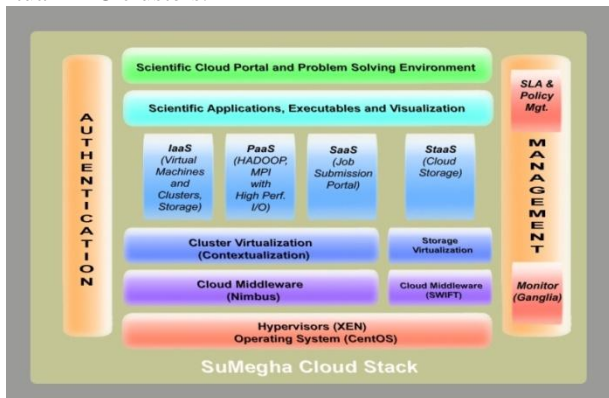 Scientific Cloud Portal and Problem Solving Environment
Scientific Applications, Executables and Visualization
AUTHENTICATION
IaaS
(Virtual
Machines
and
Clusters,
Storage)
PaaS
(HADOOP,
MPI
with
High Perf.
I/O)
SaaS
(Job
Submission
Portal)
StaaS
(Cloud
Storage)
SLA &
Policy
Mgt.
MANAGEMENT
Monitor
(Ganglia)
Cluster Virtualization
(Contextualization)
Storage
Virtualization
Cloud Middleware
(Nimbus)
Cloud Middleware
(SWIFT)
Hypervisors (XEN)
Operating System (CentOS)
SuMegha Cloud Stack